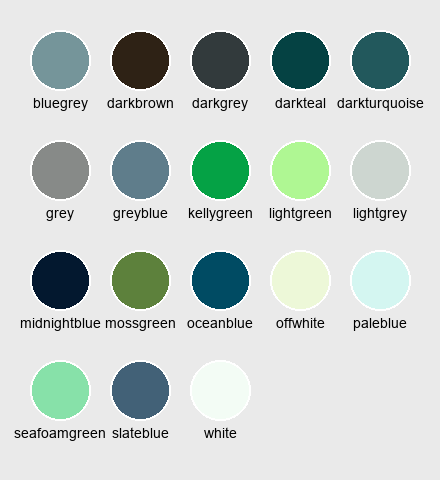 bluegrey darkbrown darkgrey darkteal darkturquoise
grey greyblue kellygreen lightgreen lightgrey
midnightblue mossgreen oceanblue offwhite paleblue
seafoamgreen slateblue white